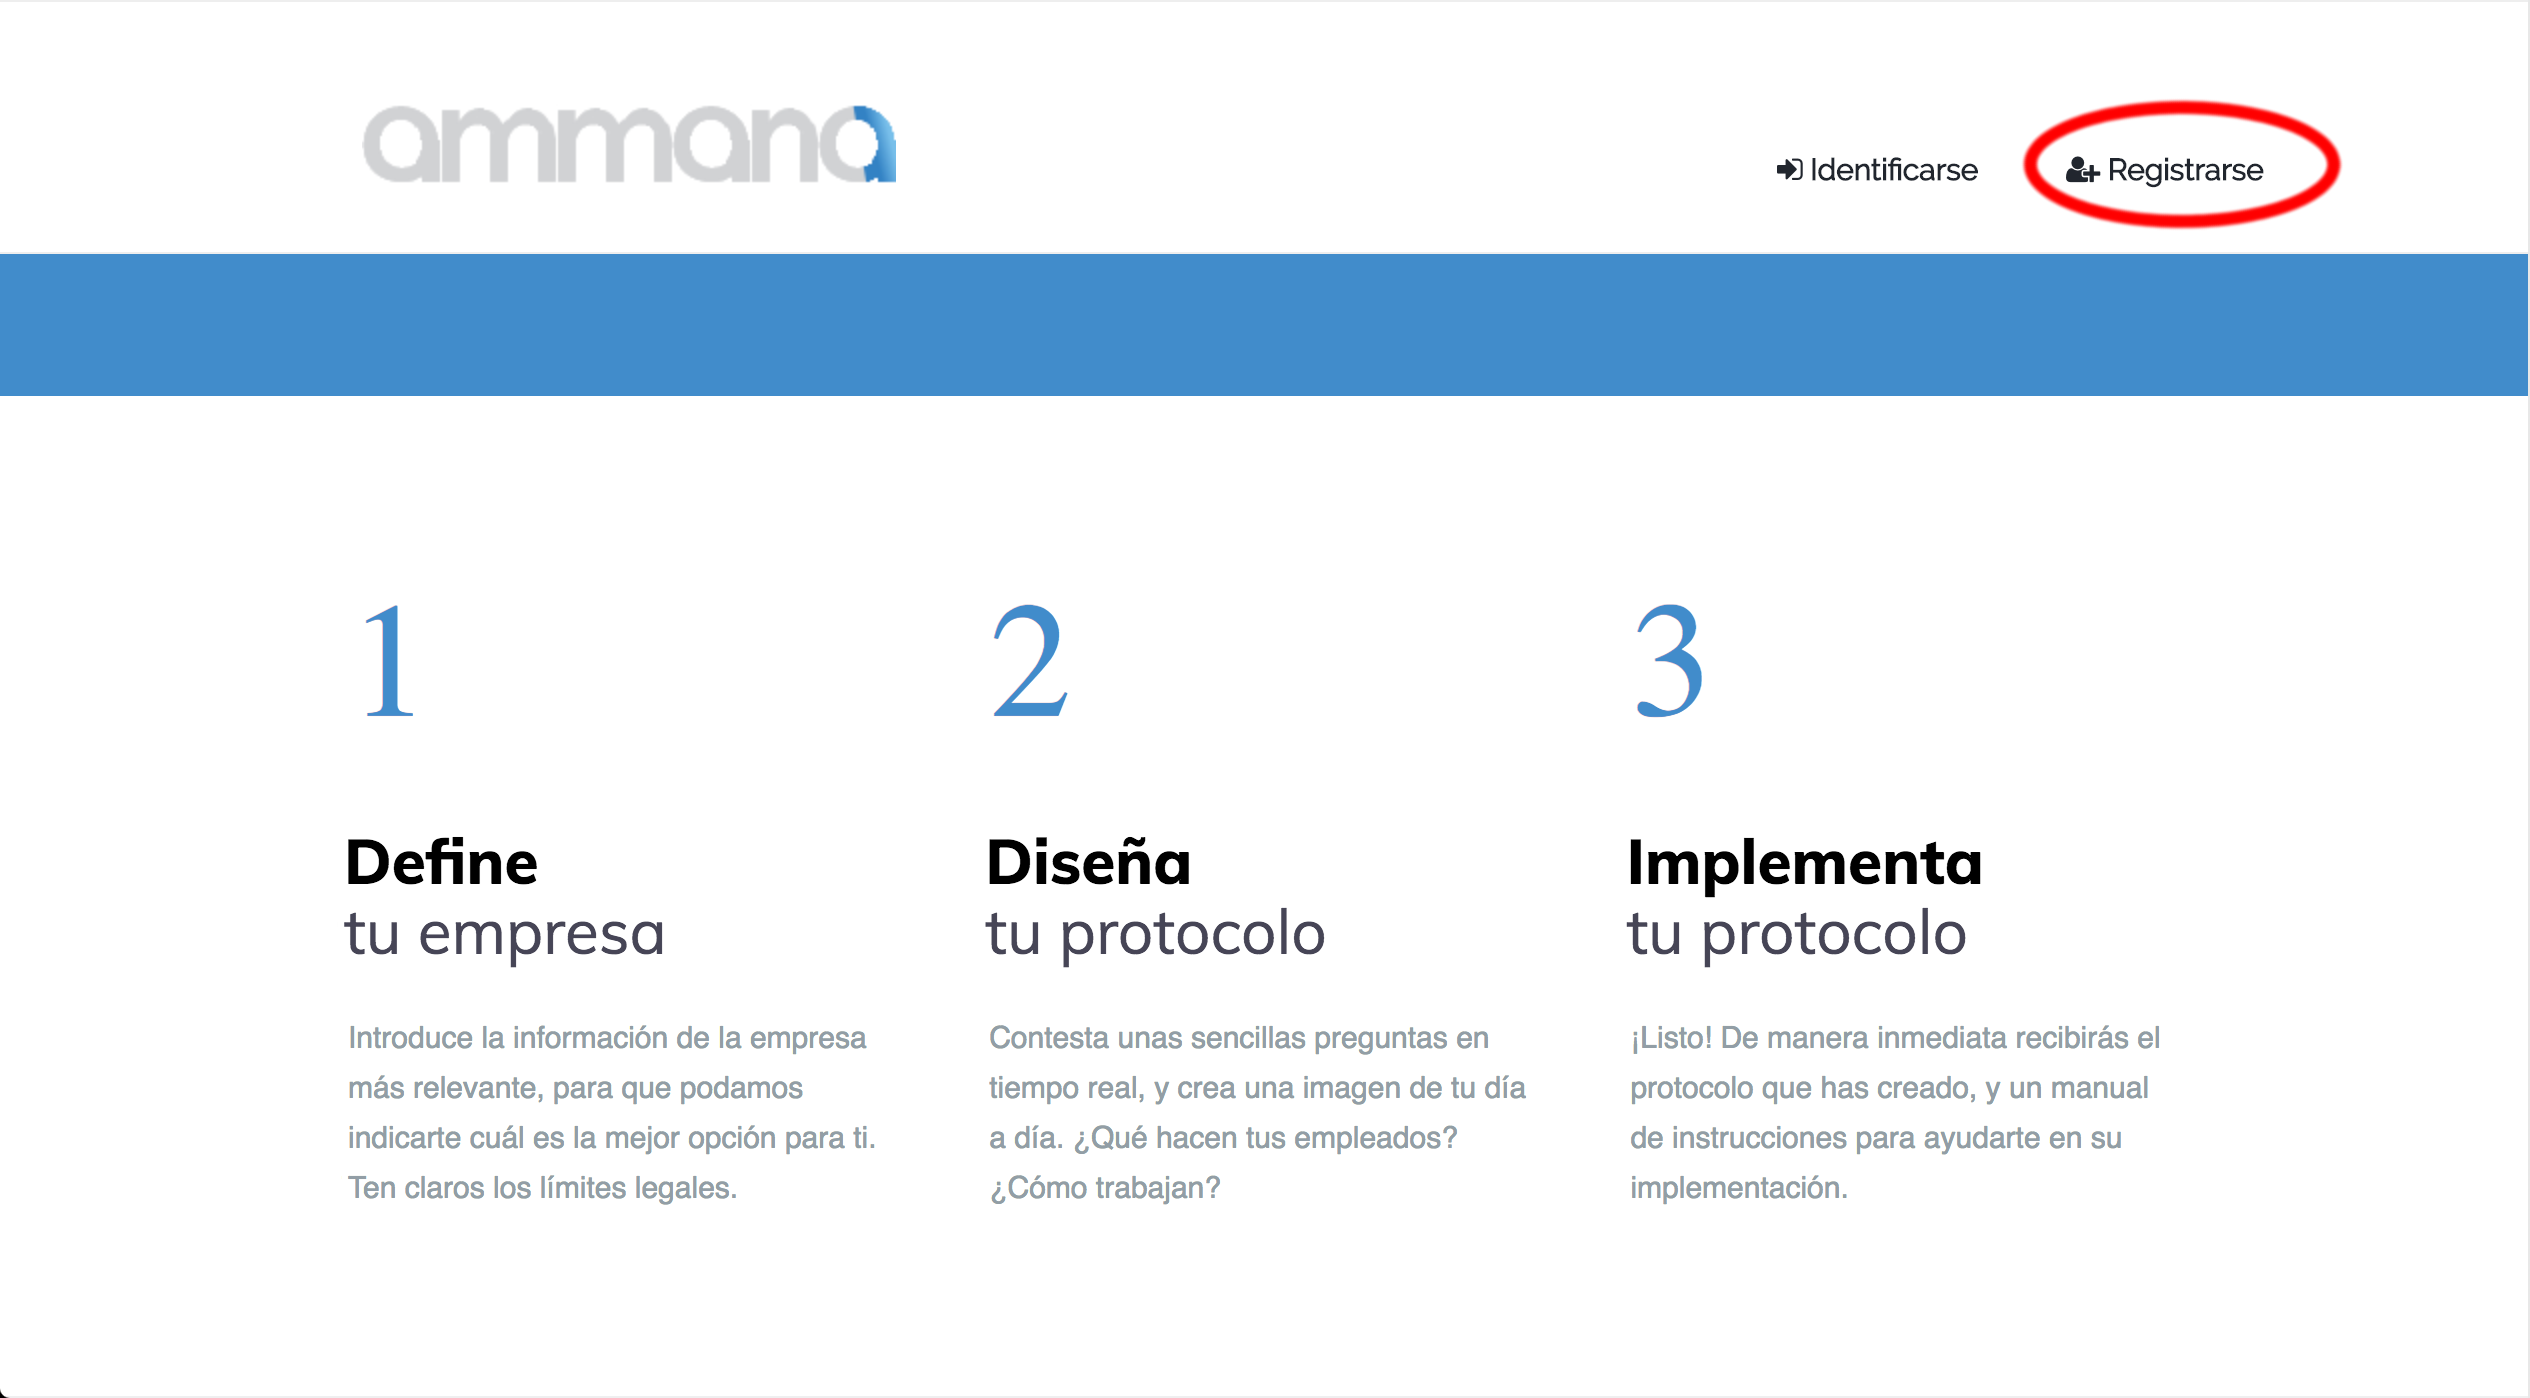 ammana
Identificarse
Registrarse
1
2
3
Define
tu empresa
Diseña
tu protocolo
Implementa
tu protocolo
Introduce la información de la empresa
más relevante, para que podamos
indicarte cuál es la mejor opción para ti.
Ten claros los límites legales.
Contesta unas sencillas preguntas en
tiempo real, y crea una imagen de tu día
a día. ¿Qué hacen tus empleados?
¿Cómo trabajan?
¡Listo! De manera inmediata recibirás el
protocolo que has creado, y un manual
de instrucciones para ayudarte en su
implementación.